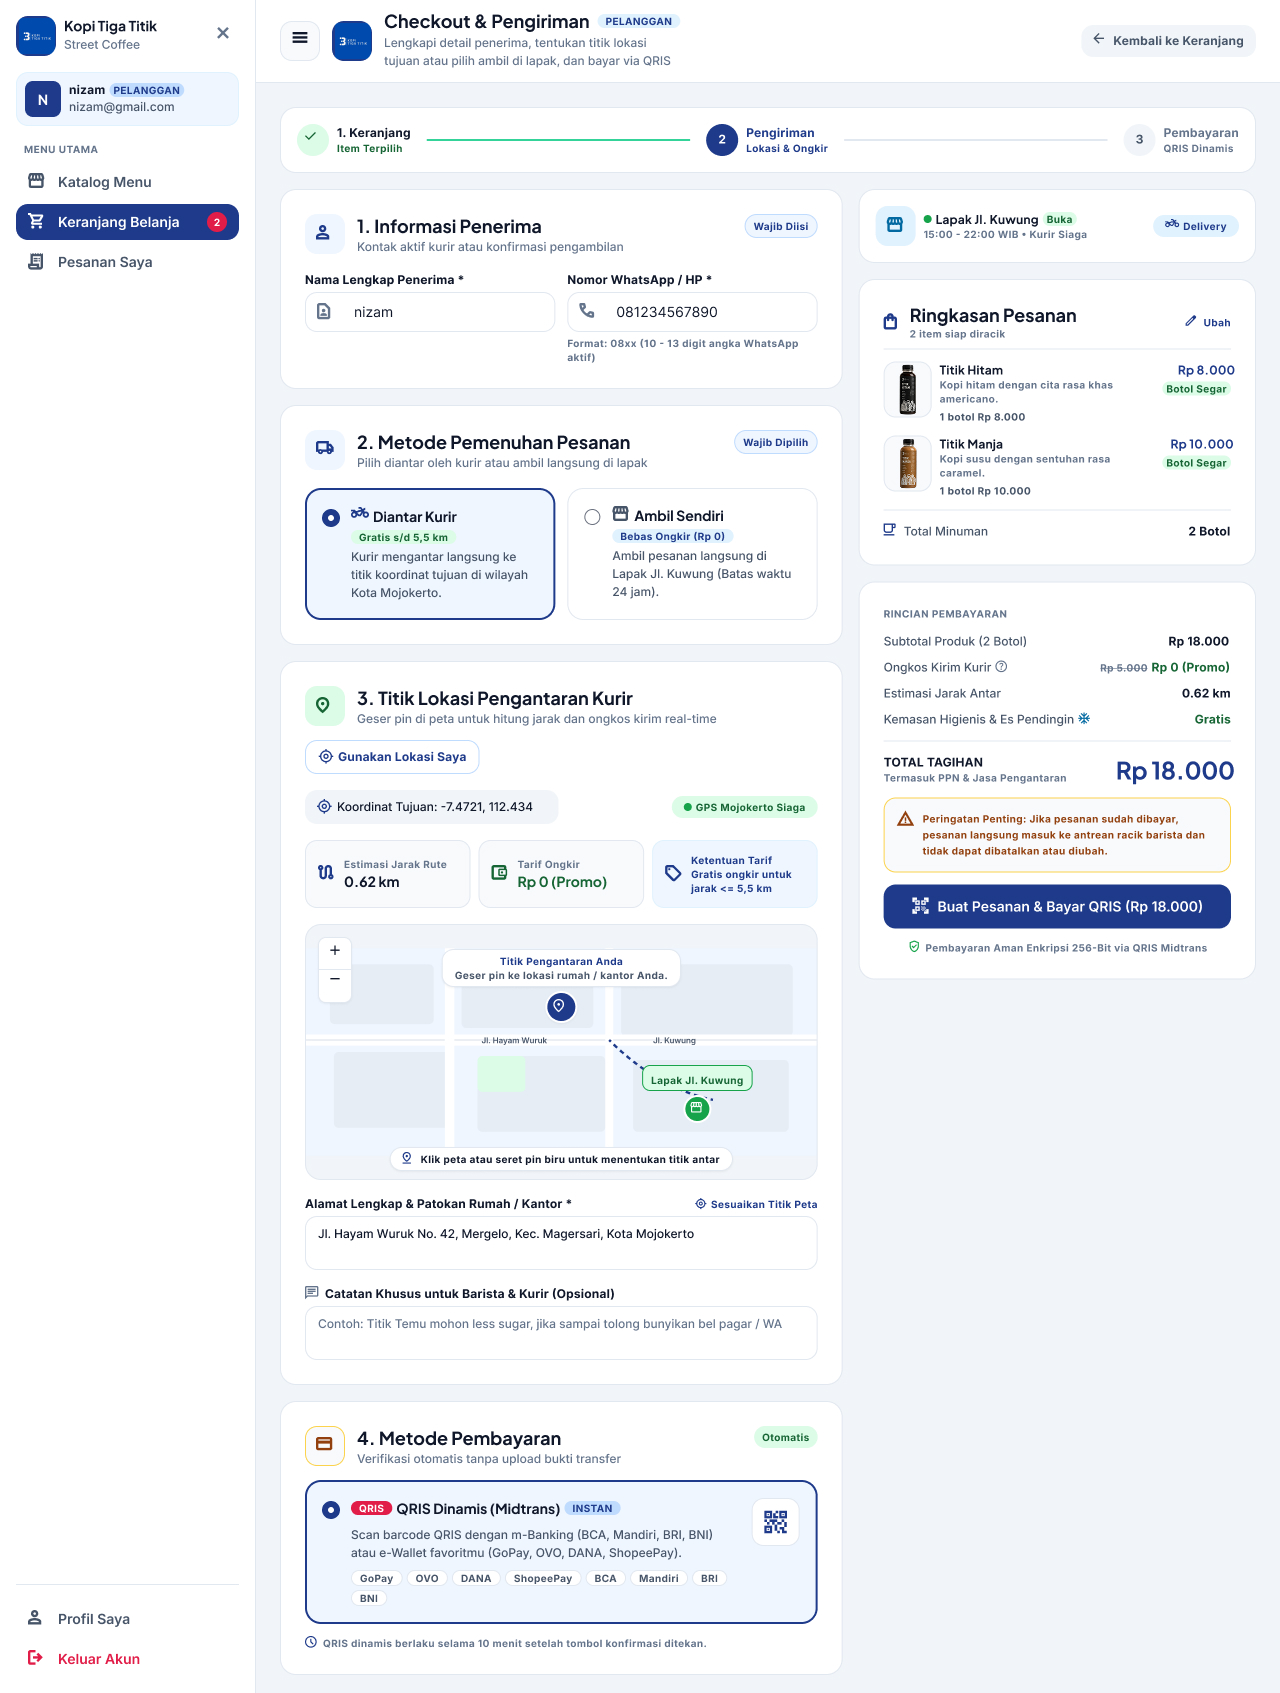 Kopi Tiga Titik
Street Coffee
N
nizam PELANGGAN
nizam@gmail.com
MENU UTAMA
Katalog Menu
Keranjang Belanja 2
Pesanan Saya
Profil Saya
Keluar Akun
Checkout & Pengiriman PELANGGAN
Lengkapi detail penerima, tentukan titik lokasi
tujuan atau pilih ambil di lapak, dan bayar via QRIS
Kembali ke Keranjang
1. Keranjang
Item Terpilih
2
Pengiriman
Lokasi & Ongkir
3
Pembayaran
QRIS Dinamis
1. Informasi Penerima
Kontak aktif kurir atau konfirmasi pengambilan
Wajib Diisi
Nama Lengkap Penerima *
nizam
Nomor WhatsApp / HP *
081234567890
Format: 08xx (10 - 13 digit angka WhatsApp
aktif)
2. Metode Pemenuhan Pesanan
Pilih diantar oleh kurir atau ambil langsung di lapak
Wajib Dipilih
Diantar Kurir
Gratis s/d 5,5 km
Kurir mengantar langsung ke
titik koordinat tujuan di wilayah
Kota Mojokerto.
Ambil Sendiri
Bebas Ongkir (Rp 0)
Ambil pesanan langsung di
Lapak Jl. Kuwung (Batas waktu
24 jam).
3. Titik Lokasi Pengantaran Kurir
Geser pin di peta untuk hitung jarak dan ongkos kirim real-time
Gunakan Lokasi Saya
Koordinat Tujuan: -7.4721, 112.434
GPS Mojokerto Siaga
Estimasi Jarak Rute
0.62 km
Tarif Ongkir
Rp 0 (Promo)
Ketentuan Tarif
Gratis ongkir untuk
jarak <= 5,5 km
+
−
Titik Pengantaran Anda
Geser pin ke lokasi rumah / kantor Anda.
Jl. Hayam Wuruk
Jl. Kuwung
Lapak Jl. Kuwung
Klik peta atau seret pin biru untuk menentukan titik antar
Alamat Lengkap & Patokan Rumah / Kantor *
Sesuaikan Titik Peta
Jl. Hayam Wuruk No. 42, Mergelo, Kec. Magersari, Kota Mojokerto
Catatan Khusus untuk Barista & Kurir (Opsional)
Contoh: Titik Temu mohon less sugar, jika sampai tolong bunyikan bel pagar / WA
4. Metode Pembayaran
Verifikasi otomatis tanpa upload bukti transfer
Otomatis
QRIS QRIS Dinamis (Midtrans) INSTAN
Scan barcode QRIS dengan m-Banking (BCA, Mandiri, BRI, BNI)
atau e-Wallet favoritmu (GoPay, OVO, DANA, ShopeePay).
GoPay OVO DANA ShopeePay BCA Mandiri BRI
BNI
QRIS dinamis berlaku selama 10 menit setelah tombol konfirmasi ditekan.
Lapak Jl. Kuwung Buka
15:00 - 22:00 WIB • Kurir Siaga
Delivery
Ringkasan Pesanan
2 item siap diracik
Ubah
Titik Hitam
Rp 8.000
Kopi hitam dengan cita rasa khas
americano.
Botol Segar
1 botol Rp 8.000
Titik Manja
Rp 10.000
Kopi susu dengan sentuhan rasa
caramel.
Botol Segar
1 botol Rp 10.000
Total Minuman
2 Botol
RINCIAN PEMBAYARAN
Subtotal Produk (2 Botol)
Rp 18.000
Ongkos Kirim Kurir
Rp 5.000 Rp 0 (Promo)
Estimasi Jarak Antar
0.62 km
Kemasan Higienis & Es Pendingin
Gratis
TOTAL TAGIHAN
Termasuk PPN & Jasa Pengantaran
Rp 18.000
Peringatan Penting: Jika pesanan sudah dibayar,
pesanan langsung masuk ke antrean racik barista dan
tidak dapat dibatalkan atau diubah.
Buat Pesanan & Bayar QRIS (Rp 18.000)
Pembayaran Aman Enkripsi 256-Bit via QRIS Midtrans